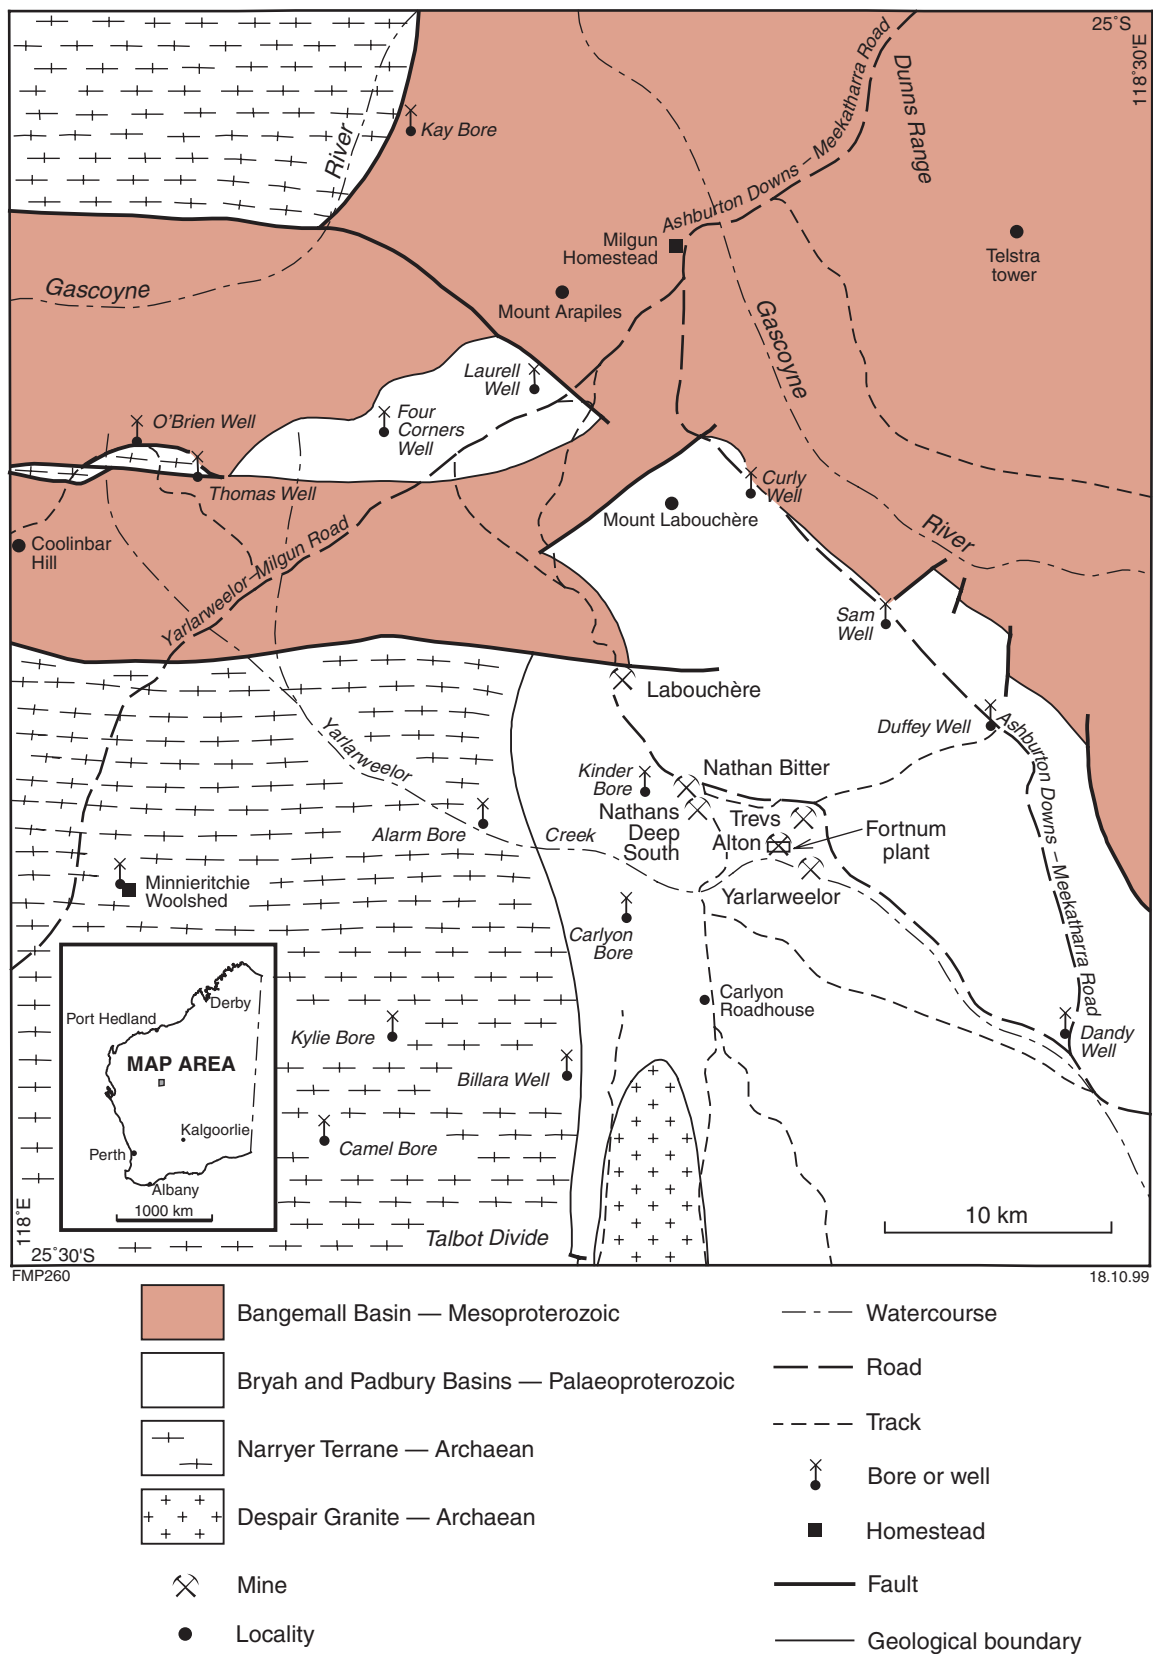 25°S
118°30'E
Kay Bore
River
Ashburton Downs – Meekatharra Road
Dunns Range
Milgun
Homestead
Telstra
tower
Gascoyne
Mount Arapiles
Gascoyne
Laurell
Well
O'Brien Well
Four
Corners
Well
Thomas Well
Curly
Well
Mount Labouchère
River
Coolinbar
Hill
Yarlarweelor–Milgun Road
Sam
Well
Labouchère
Duffey Well
Ashburton Downs – Meekatharra Road
Yarlarweelor
Creek
Kinder
Bore
Nathan Bitter
Nathans
Deep
South
Trevs
Alton
Fortnum
plant
Alarm Bore
Yarlarweelor
Minnieritchie
Woolshed
Carlyon
Bore
Carlyon
Roadhouse
Dandy
Well
Kylie Bore
Billara Well
Camel Bore
Talbot Divide
Derby
Port Hedland
MAP AREA
Kalgoorlie
Perth
Albany
1000 km
10 km
118°E
25°30'S
FMP260
18.10.99
Bangemall Basin — Mesoproterozoic
Bryah and Padbury Basins — Palaeoproterozoic
Narryer Terrane — Archaean
Despair Granite — Archaean
Mine
Locality
Watercourse
Road
Track
Bore or well
Homestead
Fault
Geological boundary